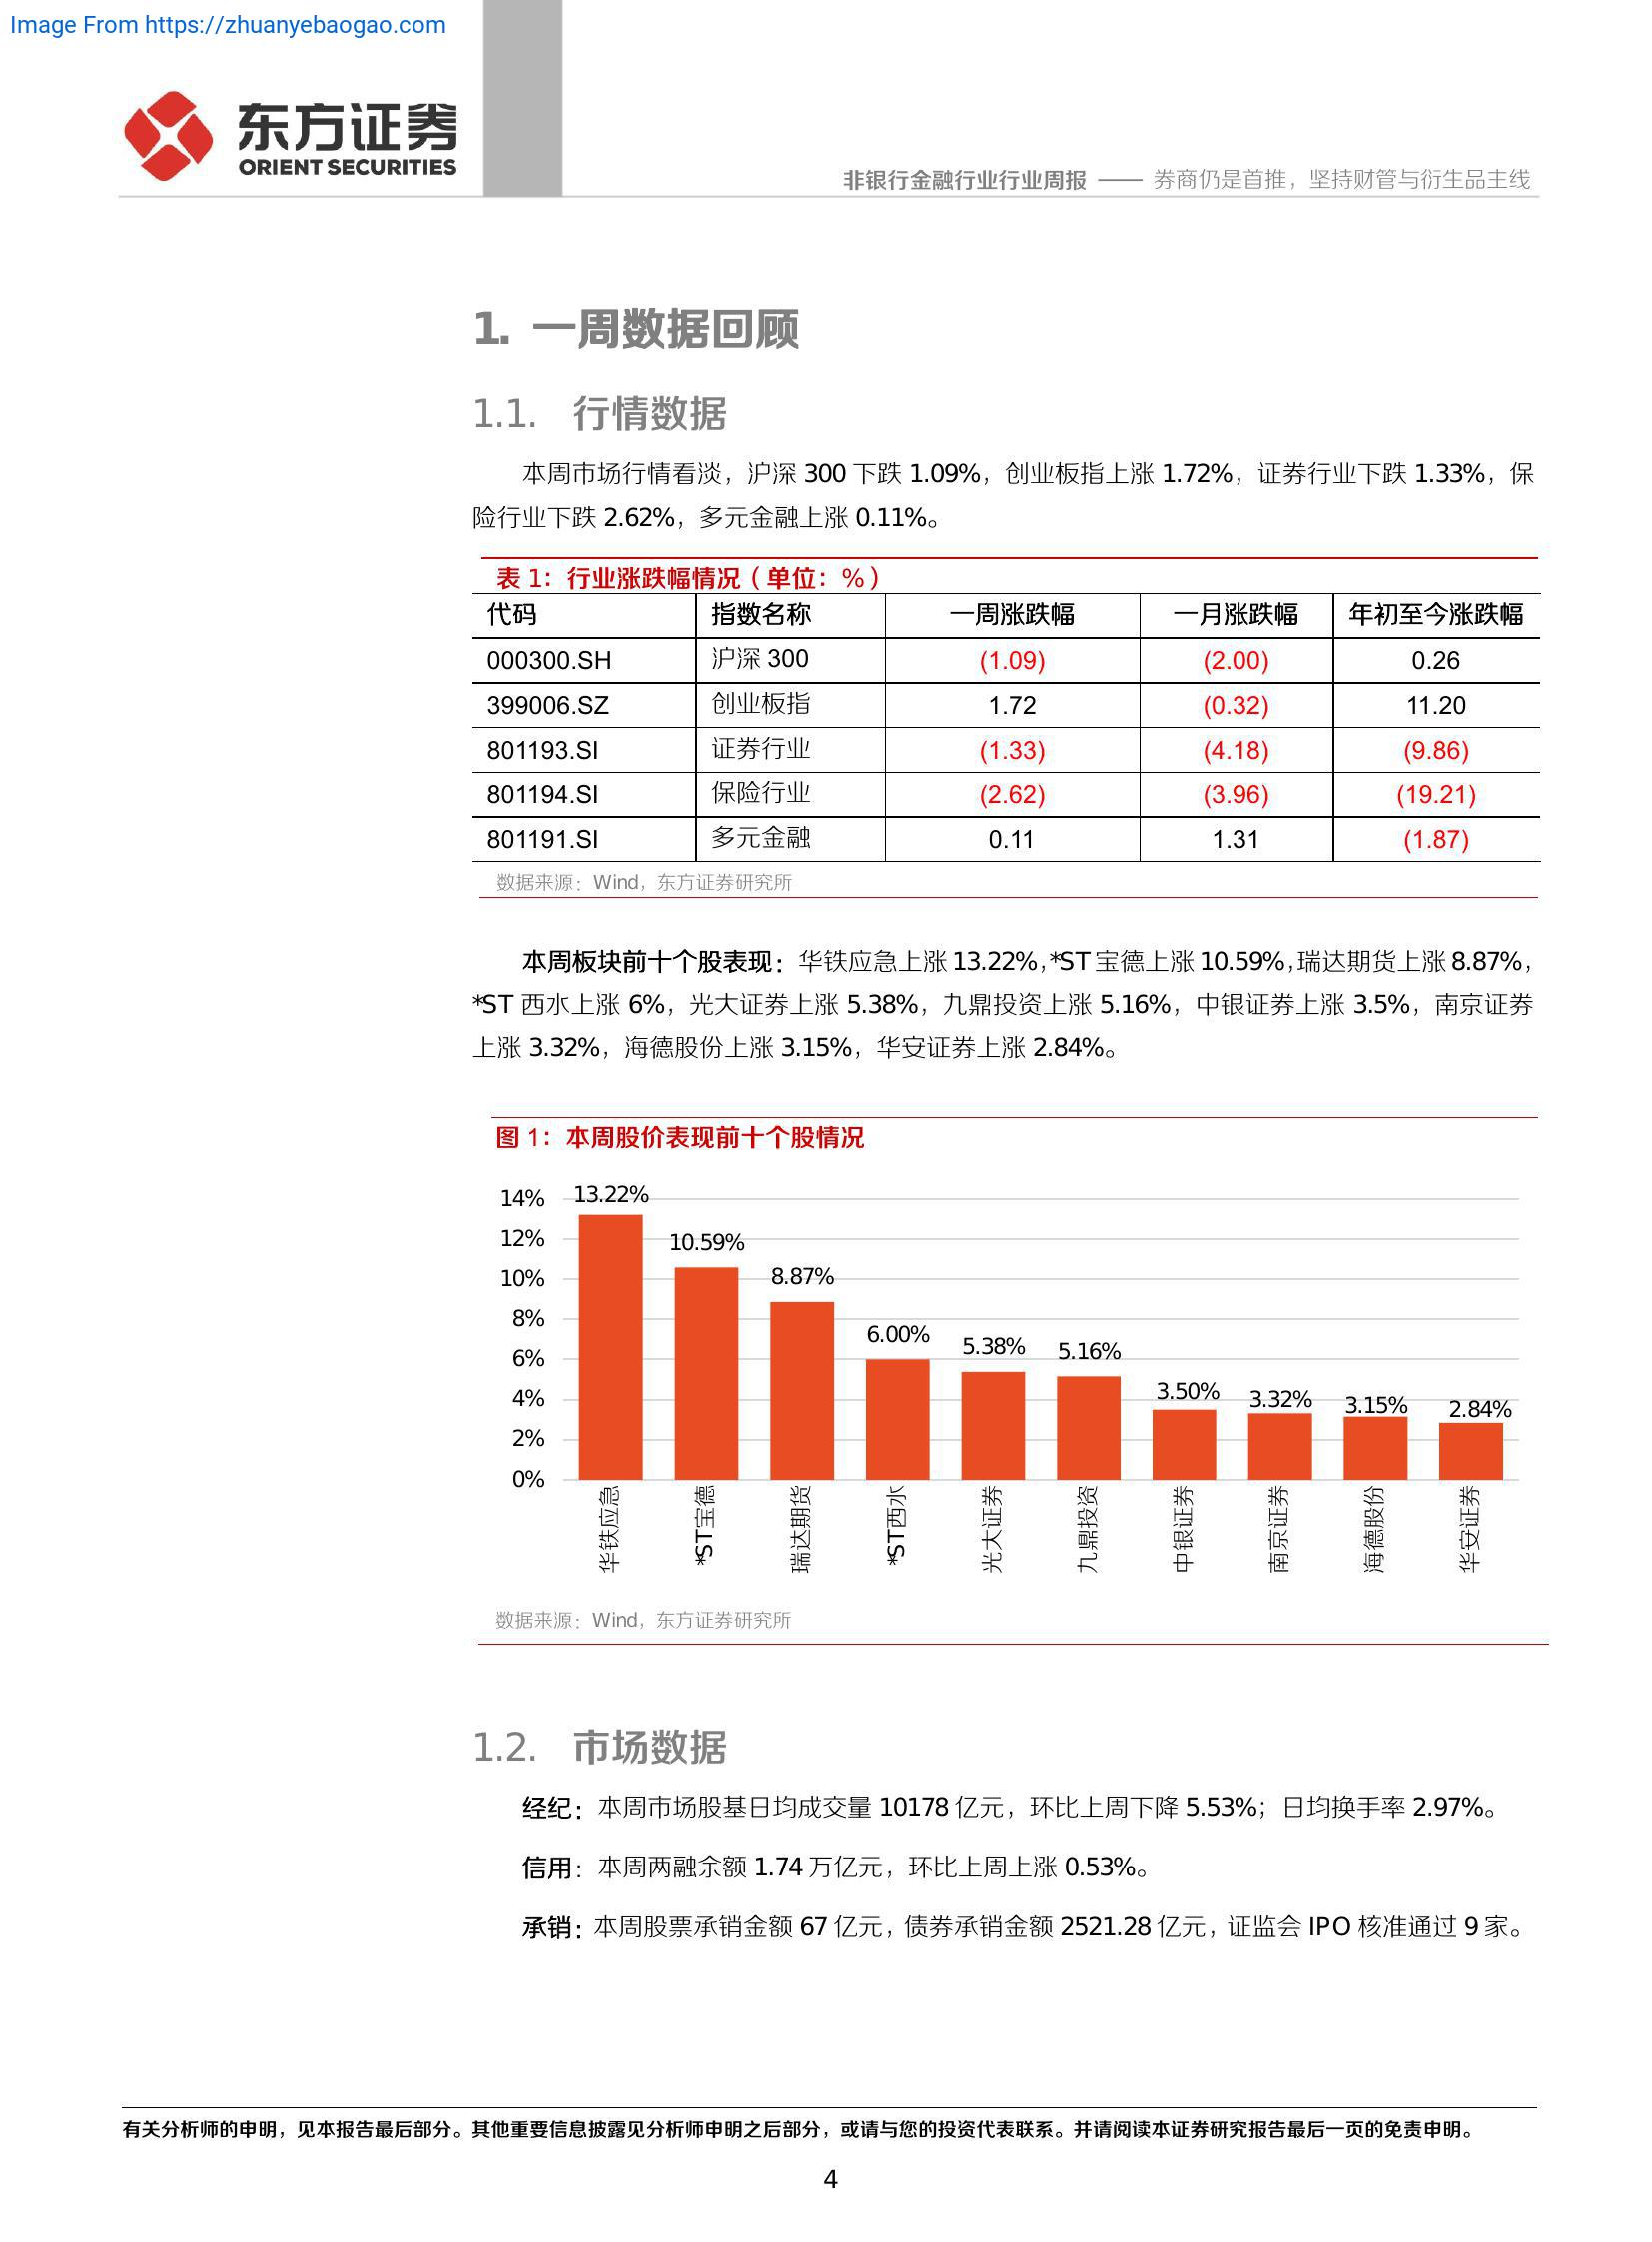 Image From https://zhuanyebaogao.com
东方证券
ORIENT SECURITIES
非银行金融行业行业周报 —— 券商仍是首推，坚持财管与衍生品主线
1. 一周数据回顾
1.1. 行情数据
本周市场行情看淡，沪深 300 下跌 1.09%，创业板指上涨 1.72%，证券行业下跌 1.33%，保
险行业下跌 2.62%，多元金融上涨 0.11%。
表 1：行业涨跌幅情况（单位：%）
代码 指数名称 一周涨跌幅 一月涨跌幅 年初至今涨跌幅
000300.SH 沪深 300 (1.09) (2.00) 0.26
399006.SZ 创业板指 1.72 (0.32) 11.20
801193.SI 证券行业 (1.33) (4.18) (9.86)
801194.SI 保险行业 (2.62) (3.96) (19.21)
801191.SI 多元金融 0.11 1.31 (1.87)
数据来源：Wind，东方证券研究所
本周板块前十个股表现：华铁应急上涨 13.22%，*ST 宝德上涨 10.59%，瑞达期货上涨 8.87%，
*ST 西水上涨 6%，光大证券上涨 5.38%，九鼎投资上涨 5.16%，中银证券上涨 3.5%，南京证券
上涨 3.32%，海德股份上涨 3.15%，华安证券上涨 2.84%。
图 1：本周股价表现前十个股情况
14%
12%
10%
8%
6%
4%
2%
0%
13.22%
10.59%
8.87%
6.00%
5.38%
5.16%
3.50%
3.32%
3.15%
2.84%
华铁应急
*ST宝德
瑞达期货
*ST西水
光大证券
九鼎投资
中银证券
南京证券
海德股份
华安证券
数据来源：Wind，东方证券研究所
1.2. 市场数据
经纪：本周市场股基日均成交量 10178 亿元，环比上周下降 5.53%；日均换手率 2.97%。
信用：本周两融余额 1.74 万亿元，环比上周上涨 0.53%。
承销：本周股票承销金额 67 亿元，债券承销金额 2521.28 亿元，证监会 IPO 核准通过 9 家。
有关分析师的申明，见本报告最后部分。其他重要信息披露见分析师申明之后部分，或请与您的投资代表联系。并请阅读本证券研究报告最后一页的免责申明。
4